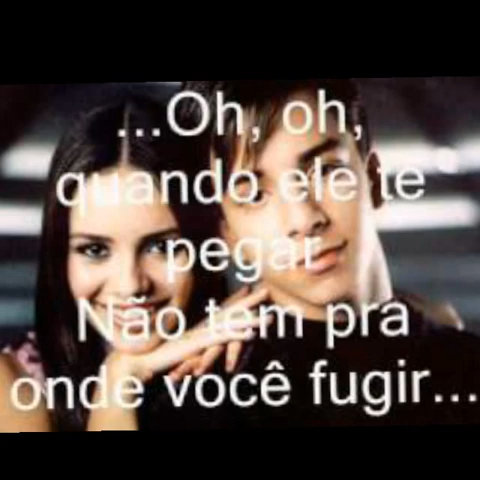 ...Oh, oh,
quando ele te
pegar
Não tem pra
onde você fugir...